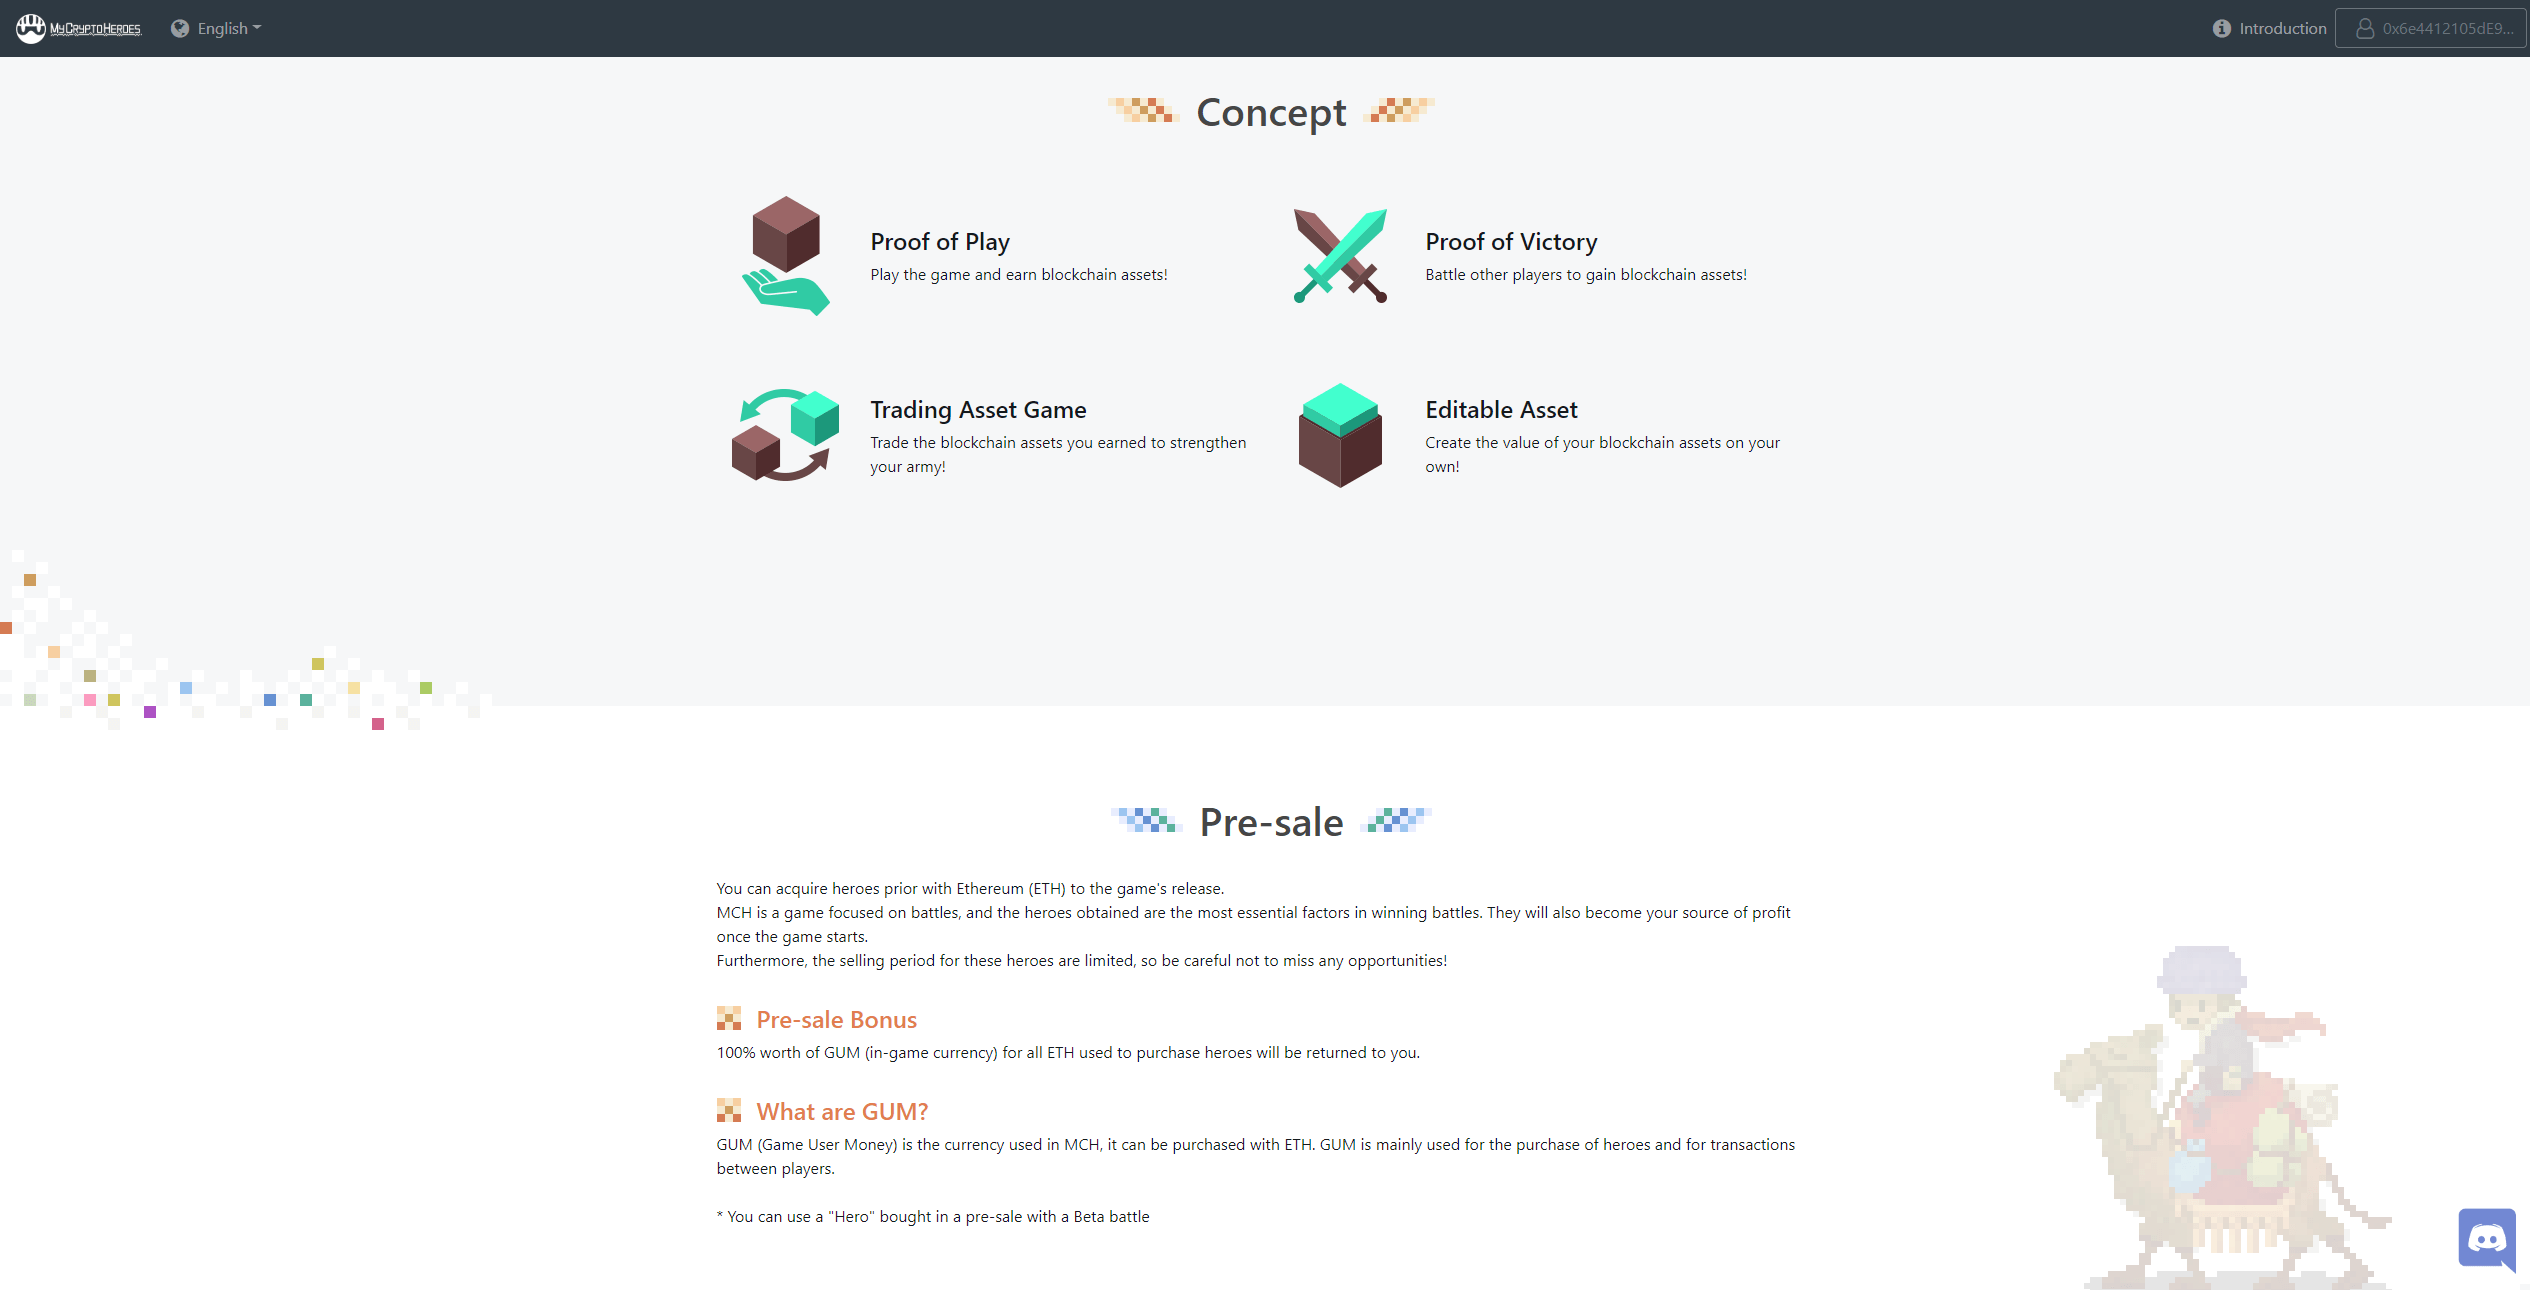 MyCryptoHeroes
English
Introduction
0x6e4412105dE9...
Concept
Proof of Play
Play the game and earn blockchain assets!
Proof of Victory
Battle other players to gain blockchain assets!
Trading Asset Game
Trade the blockchain assets you earned to strengthen
your army!
Editable Asset
Create the value of your blockchain assets on your
own!
Pre-sale
You can acquire heroes prior with Ethereum (ETH) to the game's release.
MCH is a game focused on battles, and the heroes obtained are the most essential factors in winning battles. They will also become your source of profit
once the game starts.
Furthermore, the selling period for these heroes are limited, so be careful not to miss any opportunities!
Pre-sale Bonus
100% worth of GUM (in-game currency) for all ETH used to purchase heroes will be returned to you.
What are GUM?
GUM (Game User Money) is the currency used in MCH, it can be purchased with ETH. GUM is mainly used for the purchase of heroes and for transactions
between players.
* You can use a "Hero" bought in a pre-sale with a Beta battle